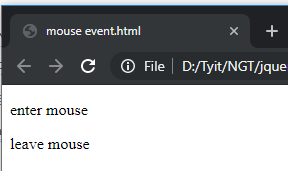 mouse event.html
File
D:/Tyit/NGT/jque
enter mouse
leave mouse